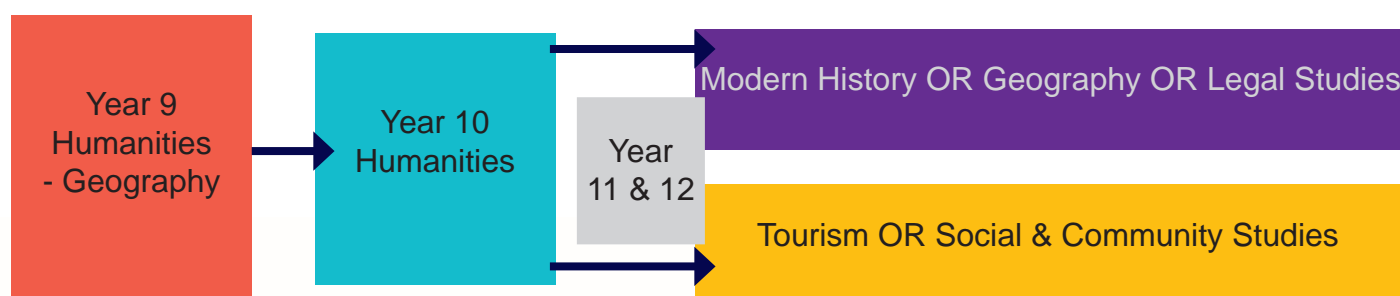 Year 9
Humanities
- Geography
Year 10
Humanities
Year
11 & 12
Modern History OR Geography OR Legal Studies
Tourism OR Social & Community Studies